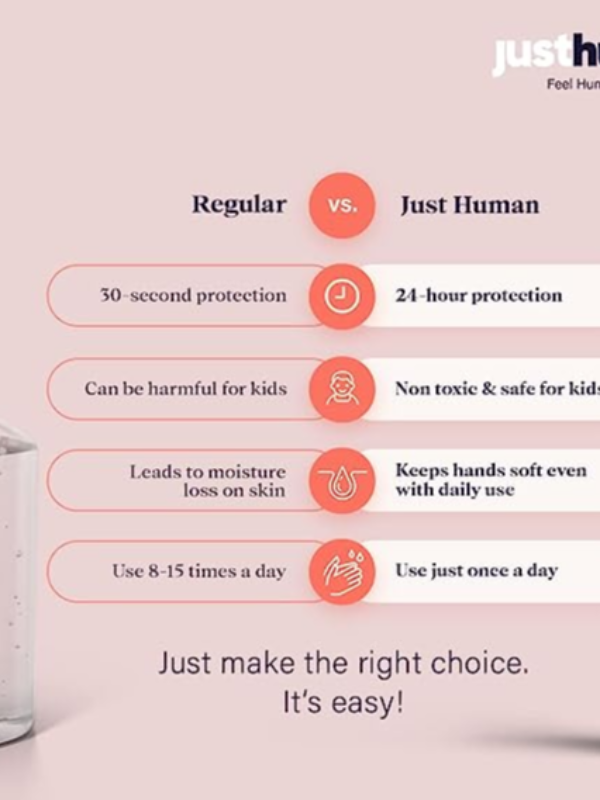 justhu
Feel Hum
Regular vs. Just Human
30-second protection 24-hour protection
Can be harmful for kids Non toxic & safe for kids
Leads to moisture
loss on skin
Keeps hands soft even
with daily use
Use 8-15 times a day Use just once a day
Just make the right choice.
It's easy!